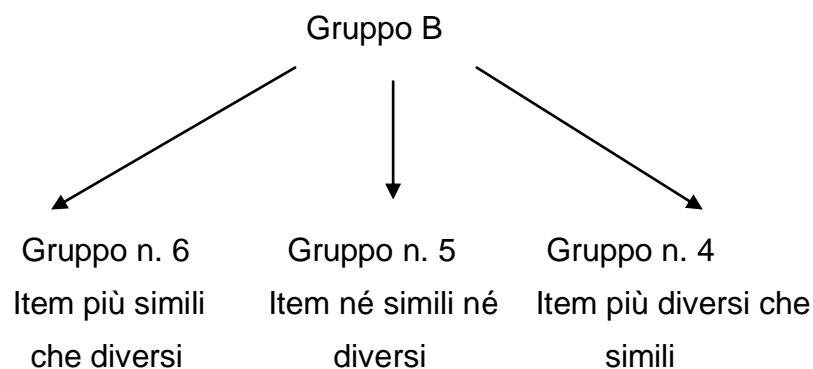 Gruppo B
Gruppo n. 6
Item più simili
che diversi
Gruppo n. 5
Item né simili né
diversi
Gruppo n. 4
Item più diversi che
simili